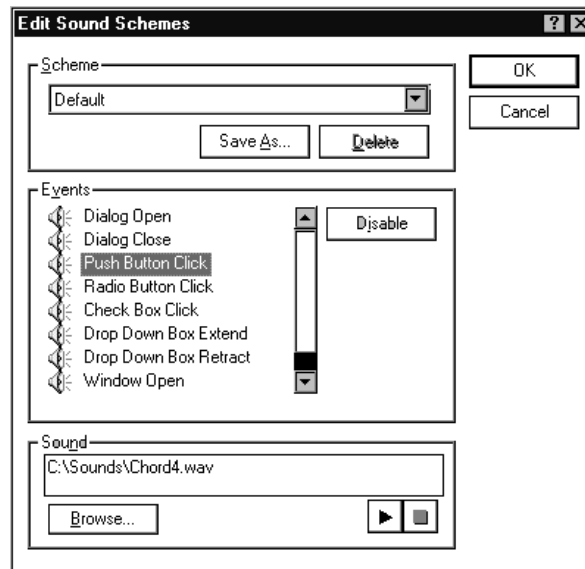 Edit Sound Schemes
Scheme
OK
Default
Cancel
Save As...
Delete
Events
Dialog Open
Disable
Dialog Close
Push Button Click
Radio Button Click
Check Box Click
Drop Down Box Extend
Drop Down Box Retract
Window Open
Sound
C:\Sounds\Chord4.wav
Browse...